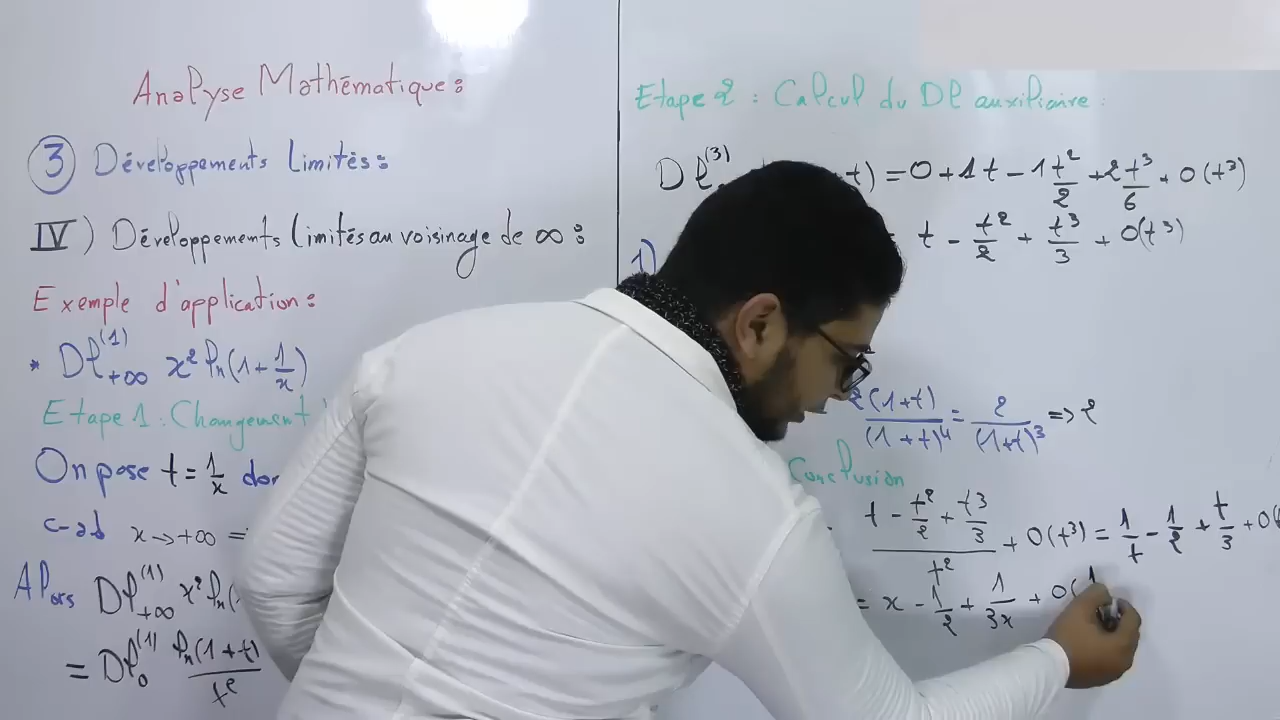 Analyse Mathématique :
③ Développements Limités :
IV) Développements Limités au voisinage de ∞ :
Exemple d'application :
* Dl₊∞⁽¹⁾ x² ln(1+1/x)
Etape 1 : Changement
On pose t = 1/x
c-a-d x → +∞ =
Alors Dl₊∞⁽¹⁾ x² ln(
= Dl₀⁽¹⁾ ln(1+t)/t²
Etape 2 : Calcul du Dl auxiliaire :
Dl⁽³⁾ t) = 0 + 1t - 1 t²/2 + 2 t³/6 + o(t³)
t - t²/2 + t³/3 + o(t³)
1)
2(1+t)/(1+t)⁴ = 2/(1+t)³ => 2
Conclusion
(t - t²/2 + t³/3)/t² + o(t³) = 1/t - 1/2 + t/3 + o(
= x - 1/2 + 1/3x + o(1